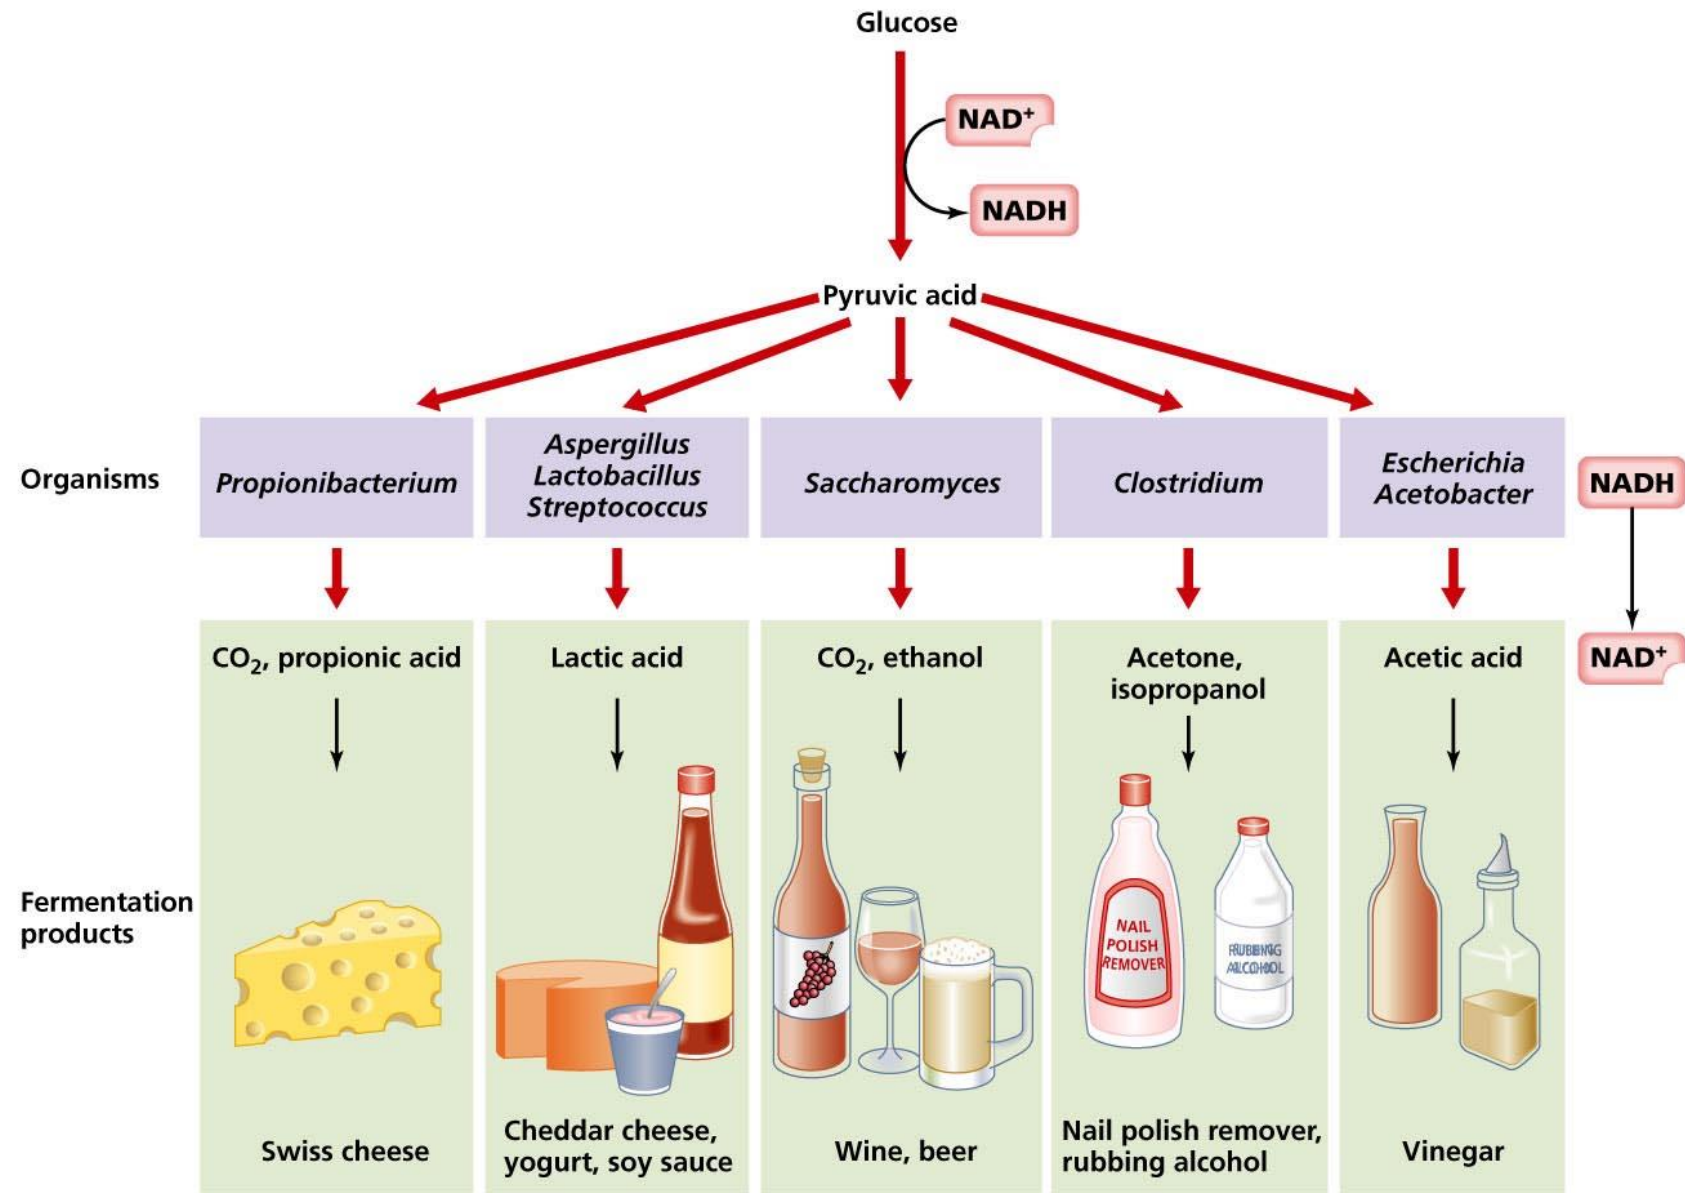 Glucose
NAD⁺
NADH
Pyruvic acid
Organisms
Propionibacterium
Aspergillus
Lactobacillus
Streptococcus
Saccharomyces
Clostridium
Escherichia
Acetobacter
NADH
NAD⁺
Fermentation
products
CO₂, propionic acid
Swiss cheese
Lactic acid
Cheddar cheese,
yogurt, soy sauce
CO₂, ethanol
Wine, beer
Acetone,
isopropanol
NAIL
POLISH
REMOVER
RUBBING
ALCOHOL
Nail polish remover,
rubbing alcohol
Acetic acid
Vinegar